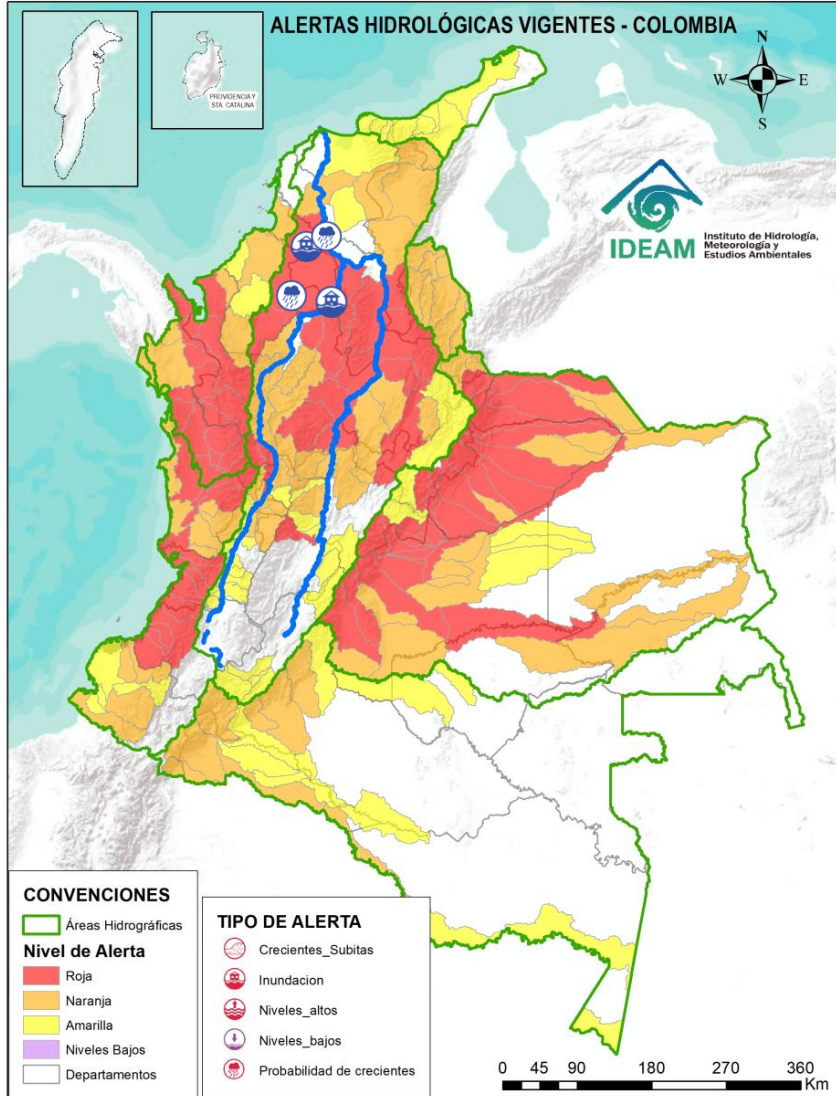 ALERTAS HIDROLÓGICAS VIGENTES - COLOMBIA
PROVIDENCIA Y
STA. CATALINA
N
W
E
S
IDEAM
Instituto de Hidrología,
Meteorología y
Estudios Ambientales
CONVENCIONES
Áreas Hidrográficas
Nivel de Alerta
Roja
Naranja
Amarilla
Niveles Bajos
Departamentos
TIPO DE ALERTA
Crecientes_Subitas
Inundacion
Niveles_altos
Niveles_bajos
Probabilidad de crecientes
0 45 90 180 270 360
Km